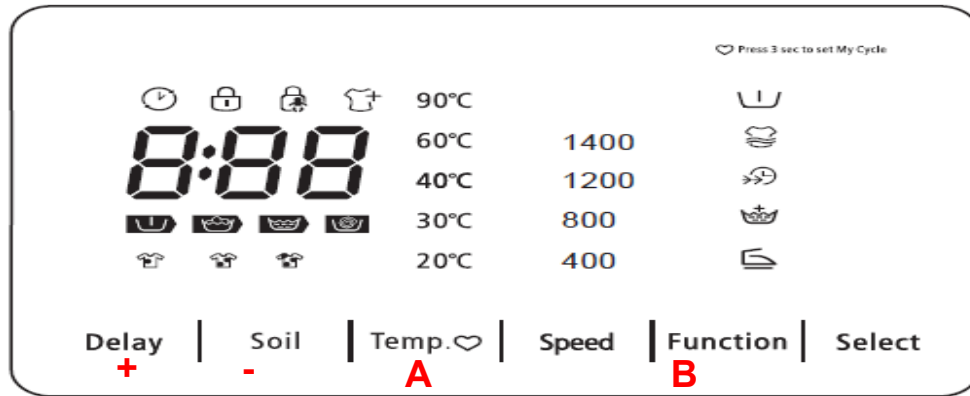 ♡ Press 3 sec to set My Cycle
90°C
8:88 60°C 1400
40°C 1200
30°C 800
20°C 400
Delay Soil Temp.♡ Speed Function Select
+ - A B